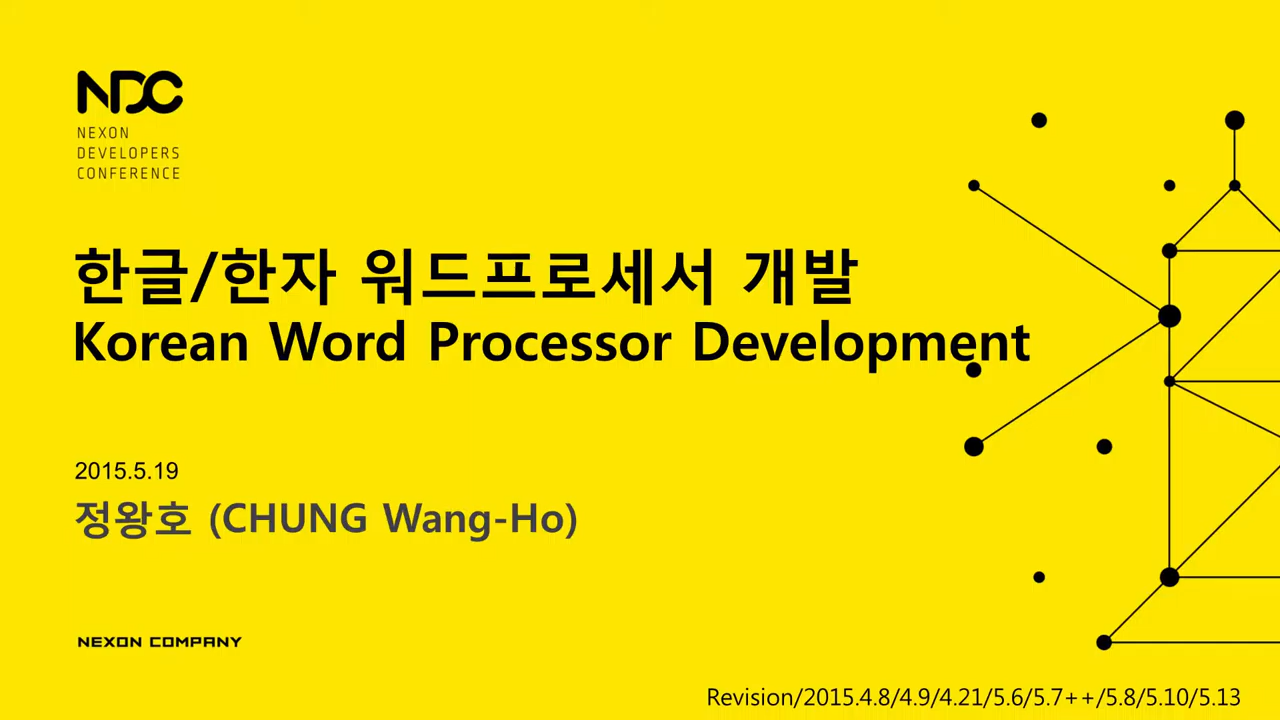 NDC
NEXON
DEVELOPERS
CONFERENCE
한글/한자 워드프로세서 개발
Korean Word Processor Development
2015.5.19
정왕호 (CHUNG Wang-Ho)
NEXON COMPANY
Revision/2015.4.8/4.9/4.21/5.6/5.7++/5.8/5.10/5.13